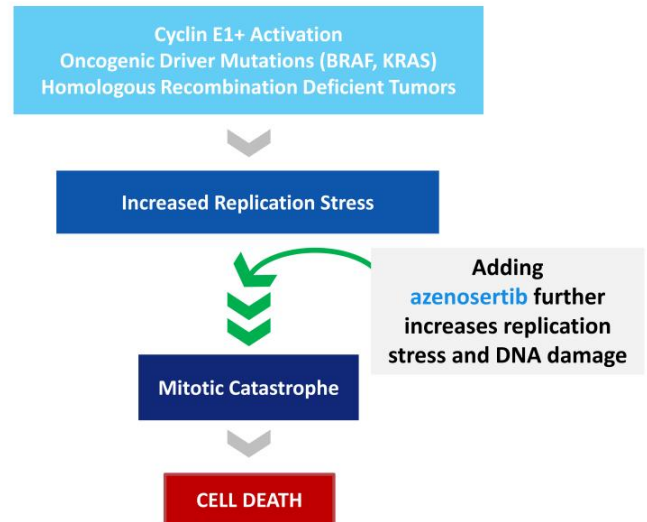 Cyclin E1+ Activation
Oncogenic Driver Mutations (BRAF, KRAS)
Homologous Recombination Deficient Tumors
Increased Replication Stress
Adding
azenosertib further
increases replication
stress and DNA damage
Mitotic Catastrophe
CELL DEATH